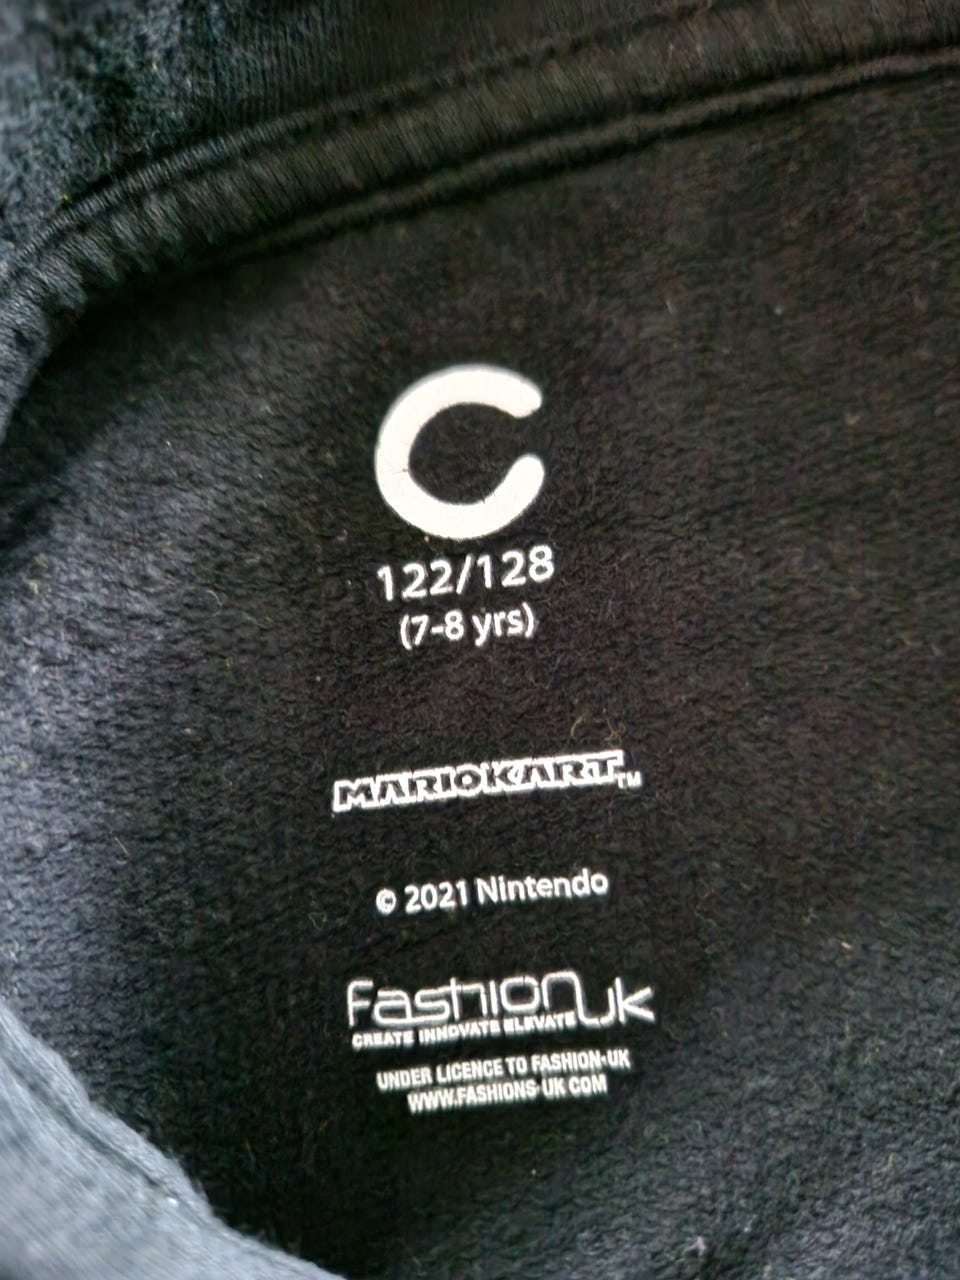 C
122/128
(7-8 yrs)
MARIOKART™
© 2021 Nintendo
Fashion UK
CREATE INNOVATE ELEVATE
UNDER LICENCE TO FASHION-UK
WWW.FASHIONS-UK.COM